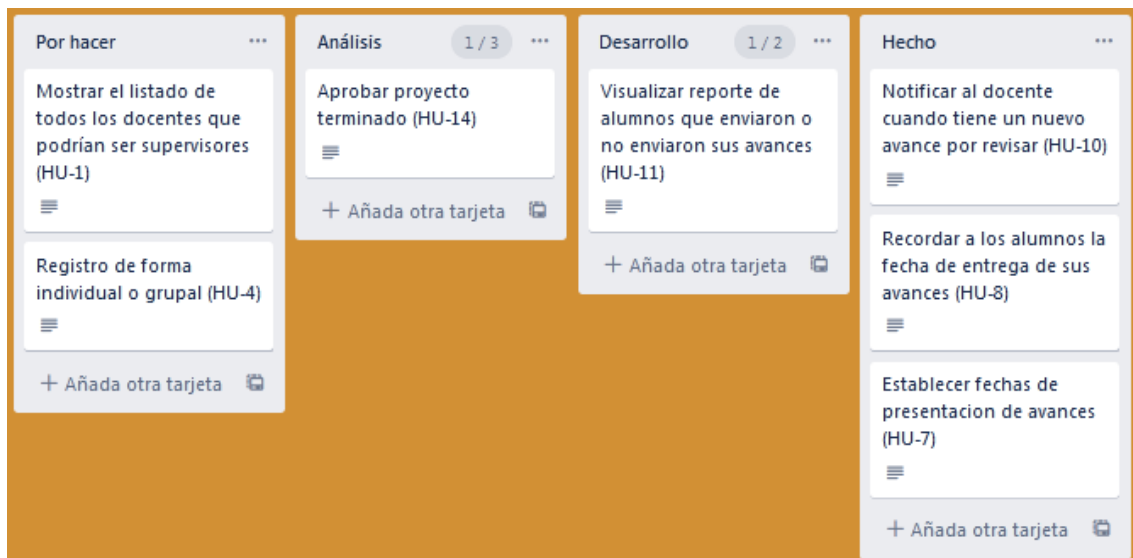 Por hacer
Mostrar el listado de
todos los docentes que
podrían ser supervisores
(HU-1)
Registro de forma
individual o grupal (HU-4)
+ Añada otra tarjeta
Análisis 1 / 3
Aprobar proyecto
terminado (HU-14)
+ Añada otra tarjeta
Desarrollo 1 / 2
Visualizar reporte de
alumnos que enviaron o
no enviaron sus avances
(HU-11)
+ Añada otra tarjeta
Hecho
Notificar al docente
cuando tiene un nuevo
avance por revisar (HU-10)
Recordar a los alumnos la
fecha de entrega de sus
avances (HU-8)
Establecer fechas de
presentacion de avances
(HU-7)
+ Añada otra tarjeta